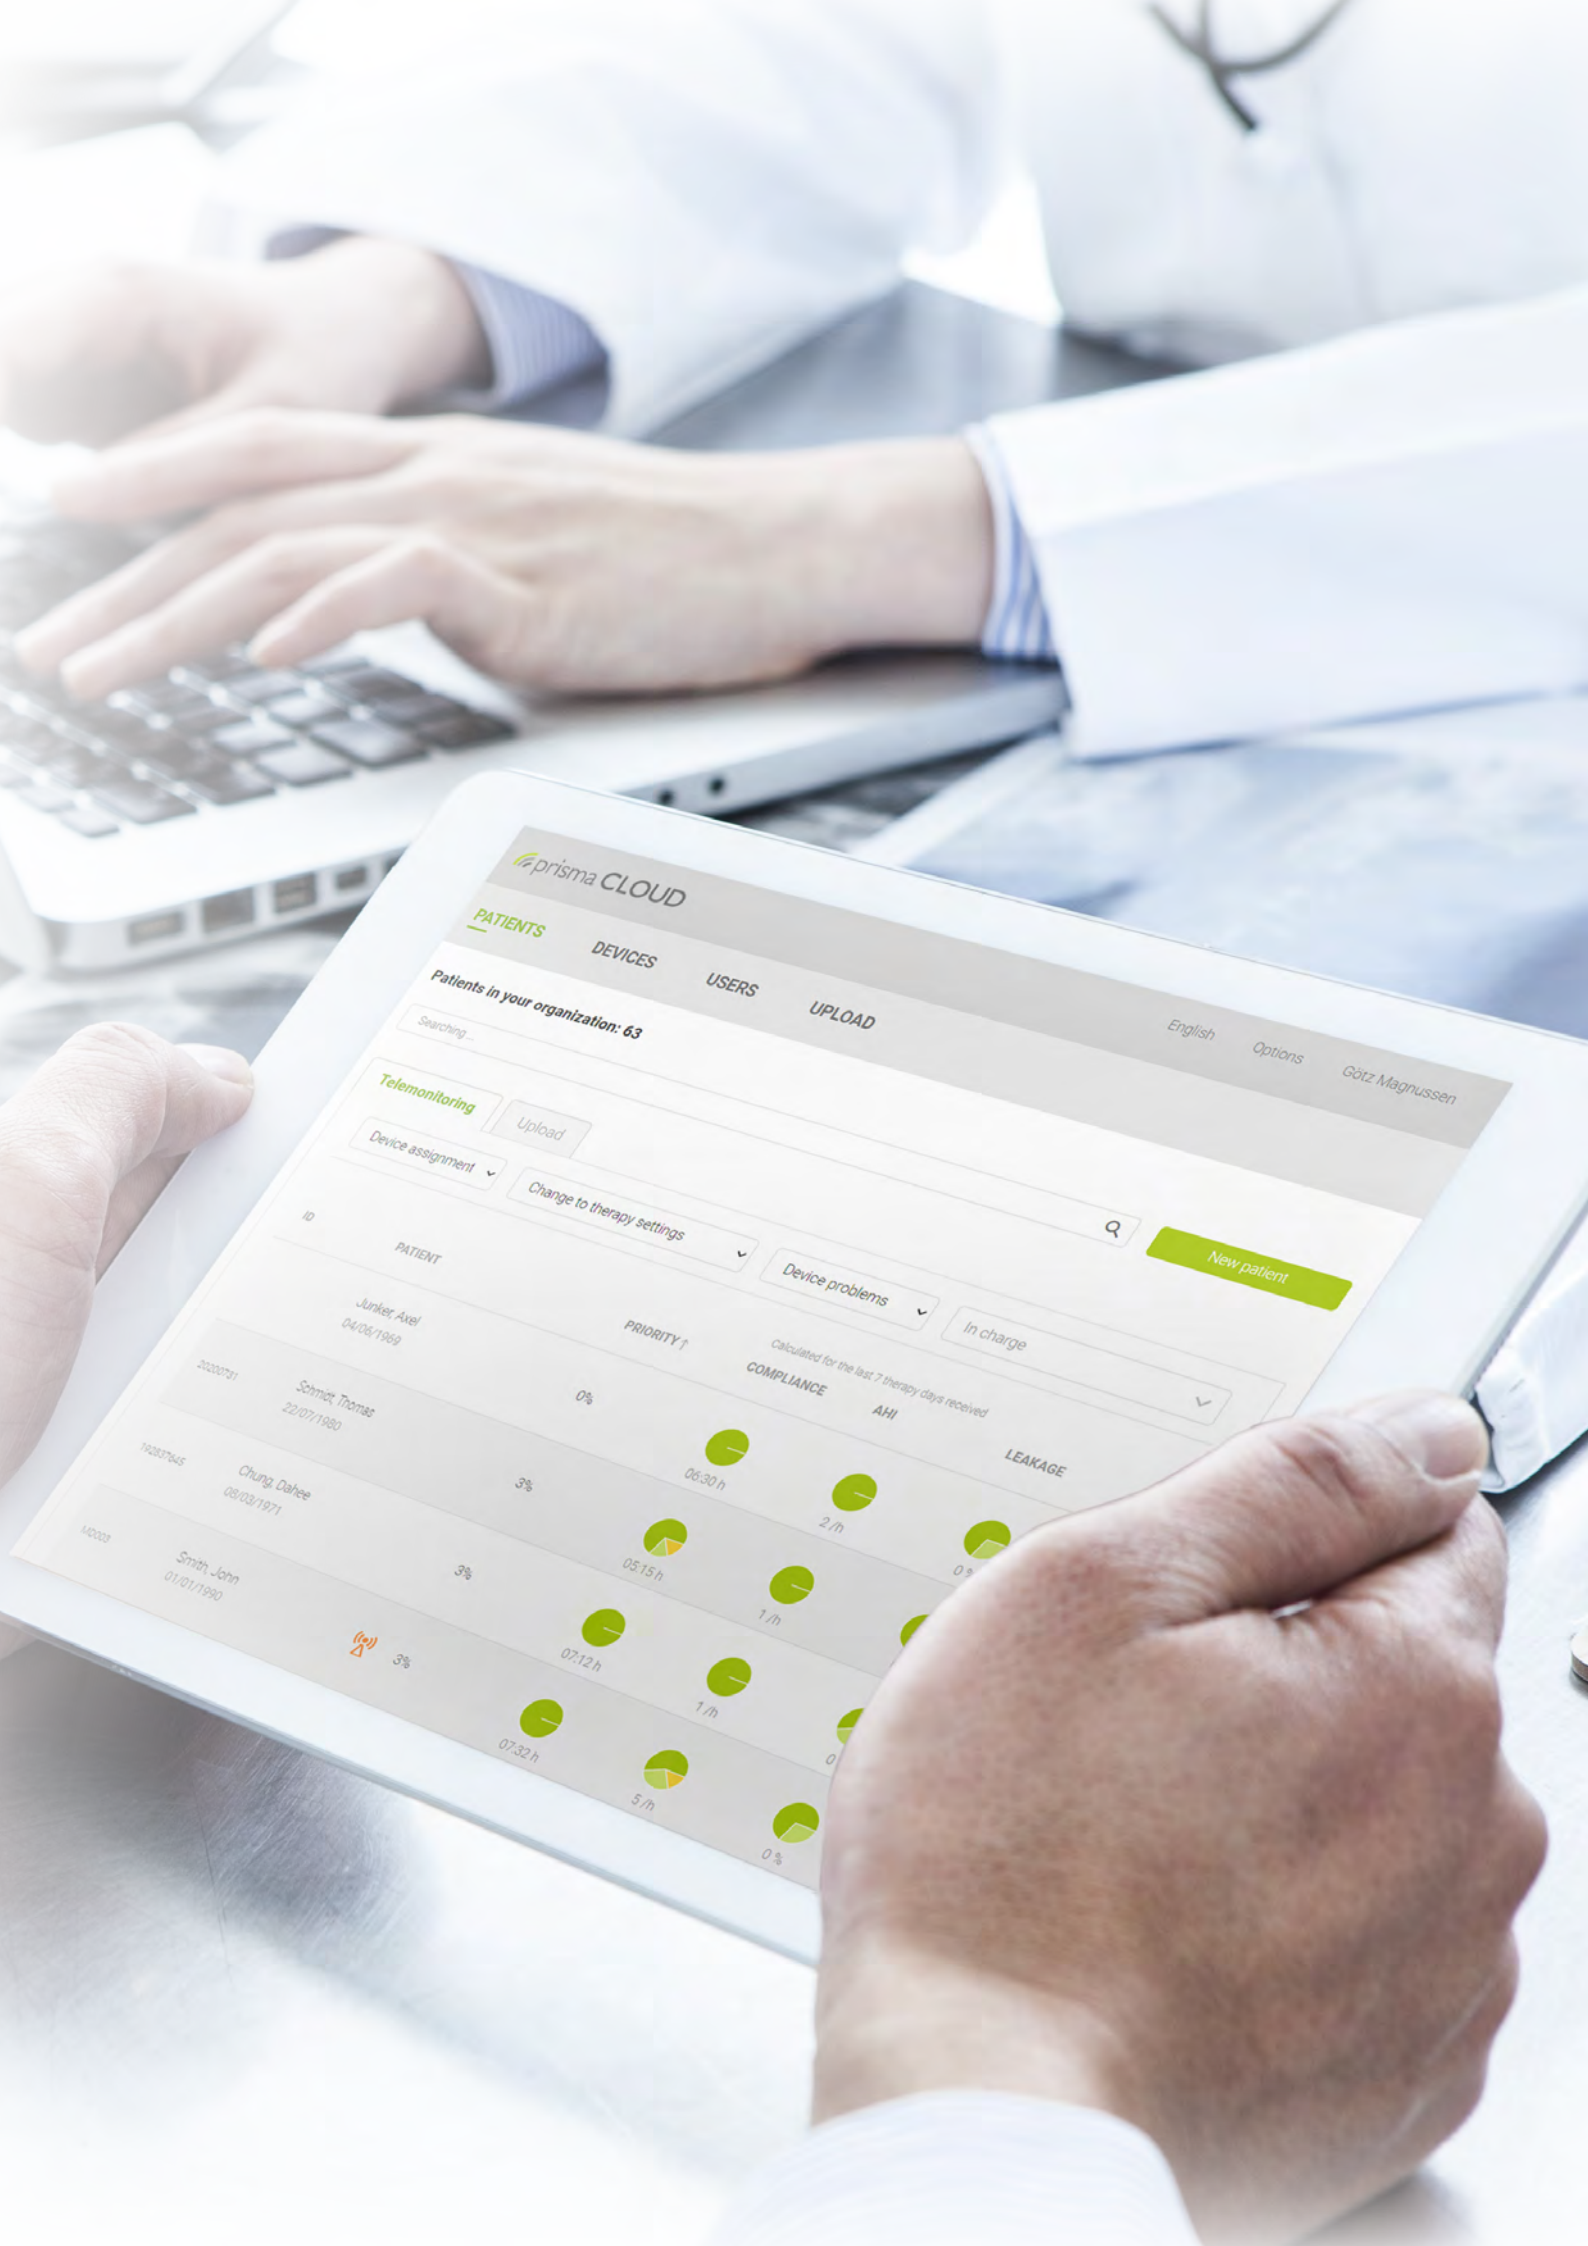 prisma CLOUD
PATIENTS DEVICES USERS UPLOAD
English Options Götz Magnussen
Patients in your organization: 63
Searching...
New patient
Telemonitoring Upload
Device assignment Change to therapy settings Device problems In charge
Calculated for the last 7 therapy days received
ID PATIENT PRIORITY↑ COMPLIANCE AHI LEAKAGE
Junker, Axel 0%
04/06/1969 06:30 h 2 /h 0 %
20200731 Schmidt, Thomas 3%
22/07/1980 05:15 h 1 /h
192837645 Chung, Dahee 3%
08/03/1971 07:12 h 1 /h 0
MD003 Smith, John 3%
01/01/1990 07:32 h 5 /h 0 %